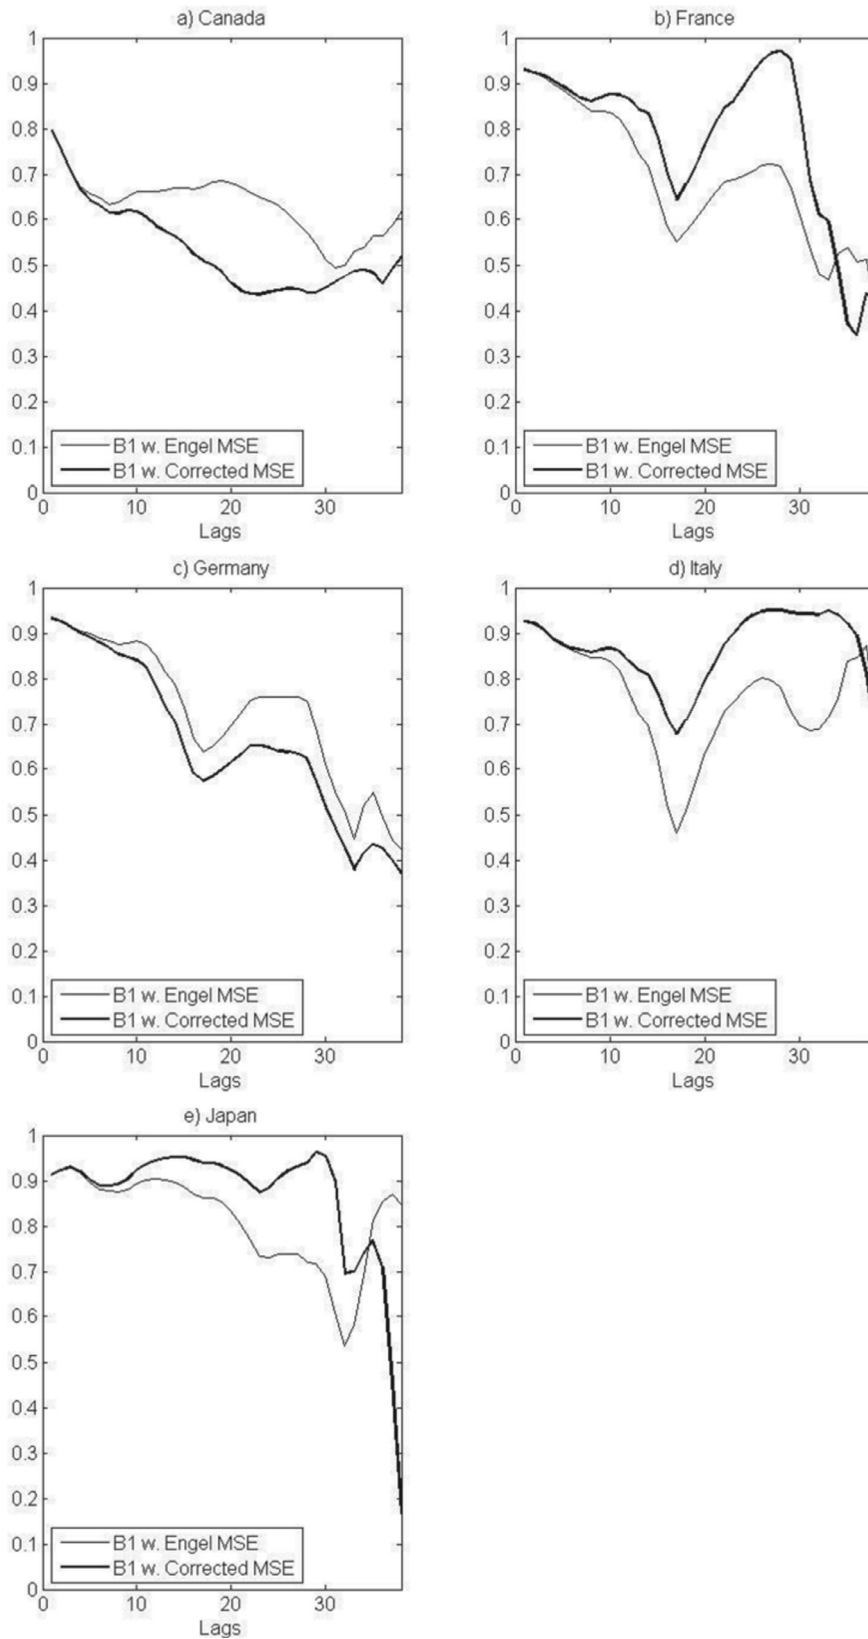 a) Canada
1
0.9
0.8
0.7
0.6
0.5
0.4
0.3
0.2
0.1
0
B1 w. Engel MSE
B1 w. Corrected MSE
0 10 20 30
Lags
b) France
1
0.9
0.8
0.7
0.6
0.5
0.4
0.3
0.2
0.1
0
B1 w. Engel MSE
B1 w. Corrected MSE
0 10 20 30
Lags
c) Germany
1
0.9
0.8
0.7
0.6
0.5
0.4
0.3
0.2
0.1
0
B1 w. Engel MSE
B1 w. Corrected MSE
0 10 20 30
Lags
d) Italy
1
0.9
0.8
0.7
0.6
0.5
0.4
0.3
0.2
0.1
0
B1 w. Engel MSE
B1 w. Corrected MSE
0 10 20 30
Lags
e) Japan
1
0.9
0.8
0.7
0.6
0.5
0.4
0.3
0.2
0.1
0
B1 w. Engel MSE
B1 w. Corrected MSE
0 10 20 30
Lags